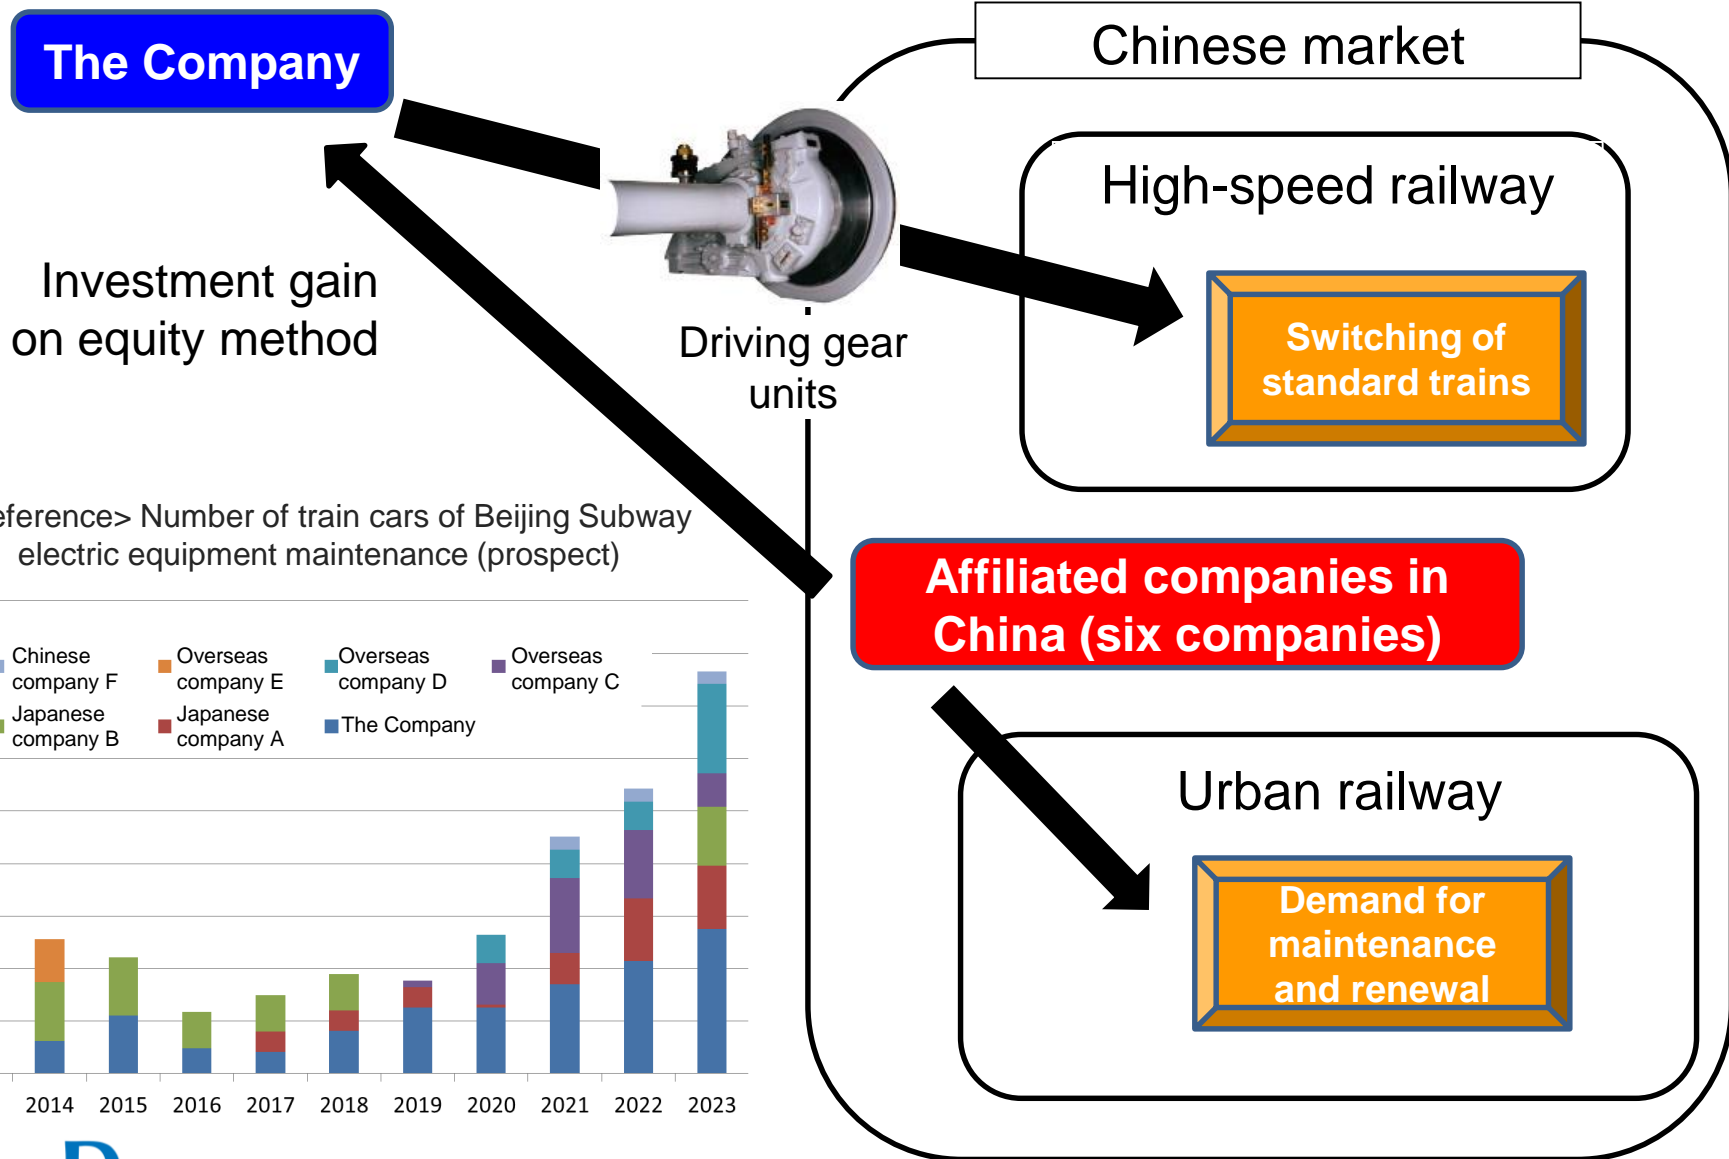 The Company
Chinese market
High-speed railway
Switching of
standard trains
Investment gain
on equity method
Driving gear
units
Number of train cars of Beijing Subway
electric equipment maintenance (prospect)
Affiliated companies in
China (six companies)
Chinese
company F
Overseas
company E
Overseas
company D
Overseas
company C
Japanese
company B
Japanese
company A
The Company
Urban railway
Demand for
maintenance
and renewal
2014 2015 2016 2017 2018 2019 2020 2021 2022 2023